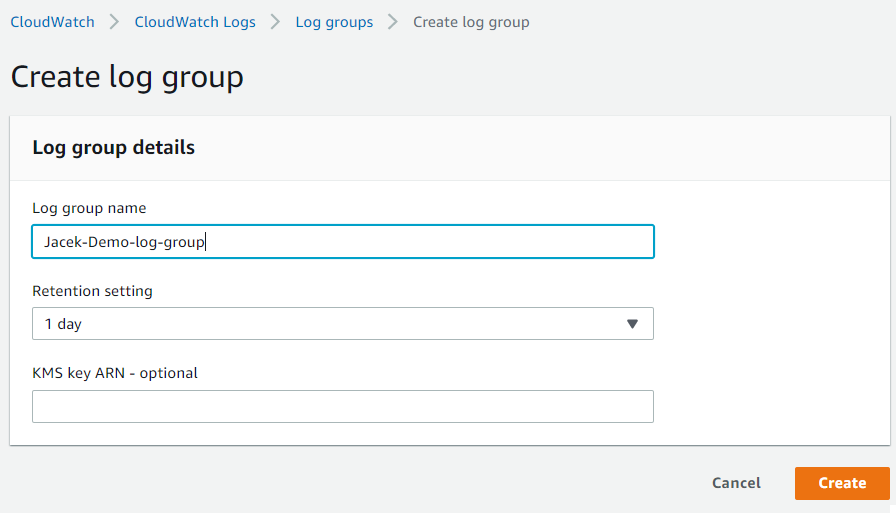 CloudWatch > CloudWatch Logs > Log groups > Create log group
Create log group
Log group details
Log group name
Jacek-Demo-log-group
Retention setting
1 day
KMS key ARN - optional
Cancel Create